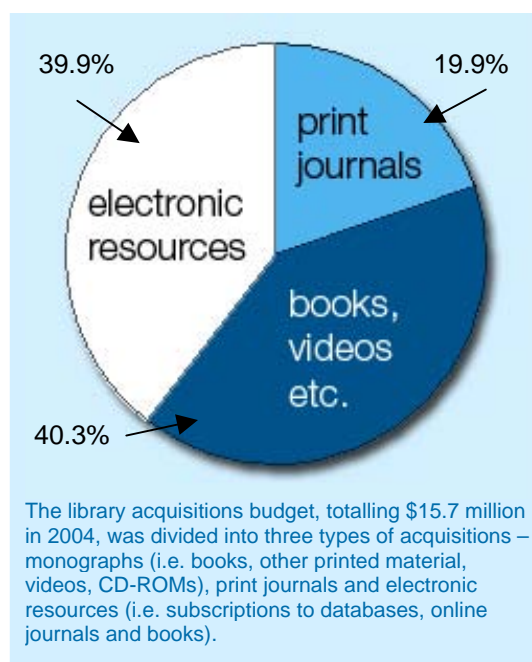 39.9%
19.9%
print
journals
electronic
resources
books,
videos
etc.
40.3%
The library acquisitions budget, totalling $15.7 million
in 2004, was divided into three types of acquisitions –
monographs (i.e. books, other printed material,
videos, CD-ROMs), print journals and electronic
resources (i.e. subscriptions to databases, online
journals and books).